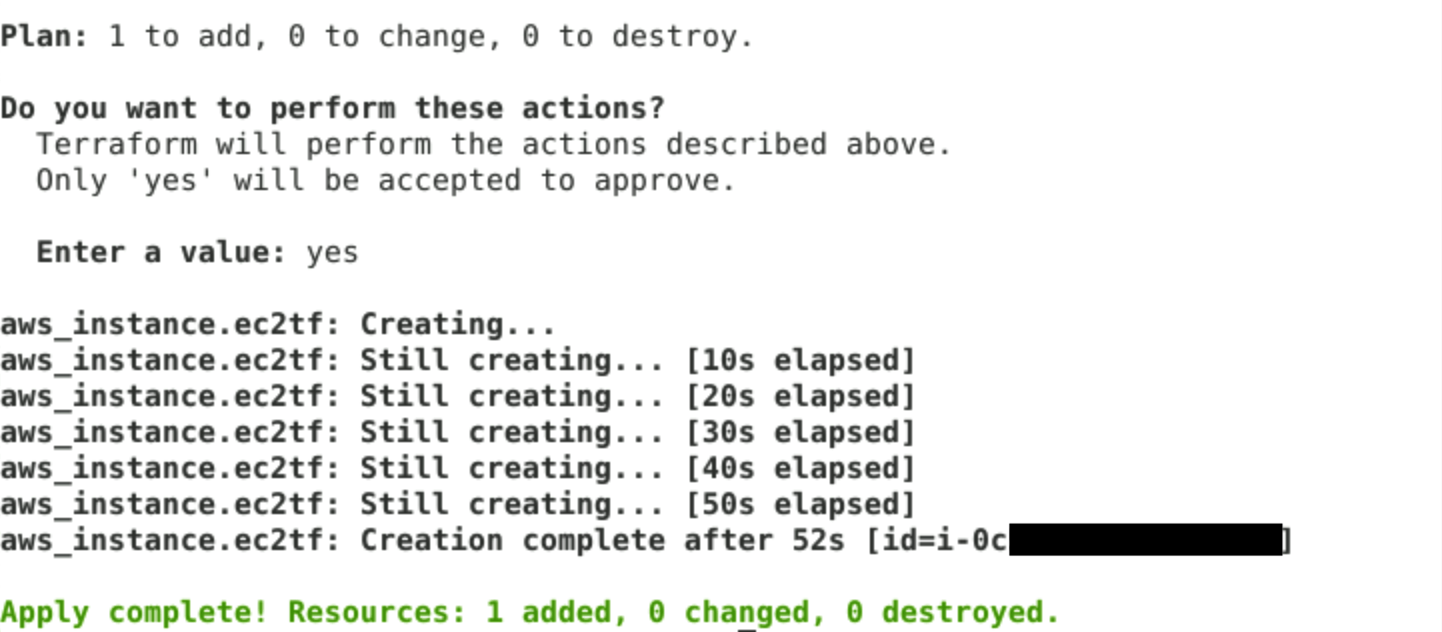 Plan: 1 to add, 0 to change, 0 to destroy.
Do you want to perform these actions?
Terraform will perform the actions described above.
Only 'yes' will be accepted to approve.
Enter a value: yes
aws_instance.ec2tf: Creating...
aws_instance.ec2tf: Still creating... [10s elapsed]
aws_instance.ec2tf: Still creating... [20s elapsed]
aws_instance.ec2tf: Still creating... [30s elapsed]
aws_instance.ec2tf: Still creating... [40s elapsed]
aws_instance.ec2tf: Still creating... [50s elapsed]
aws_instance.ec2tf: Creation complete after 52s [id=i-0c]
Apply complete! Resources: 1 added, 0 changed, 0 destroyed.